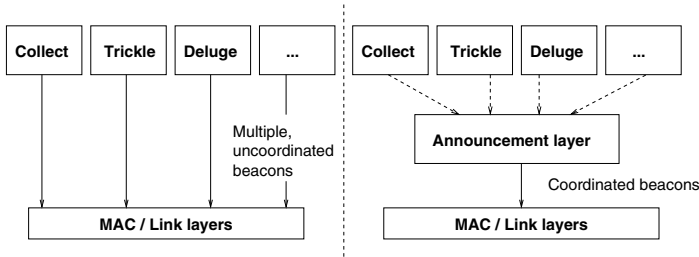 Collect
Trickle
Deluge
...
Multiple,
uncoordinated
beacons
MAC / Link layers
Collect
Trickle
Deluge
...
Announcement layer
Coordinated beacons
MAC / Link layers